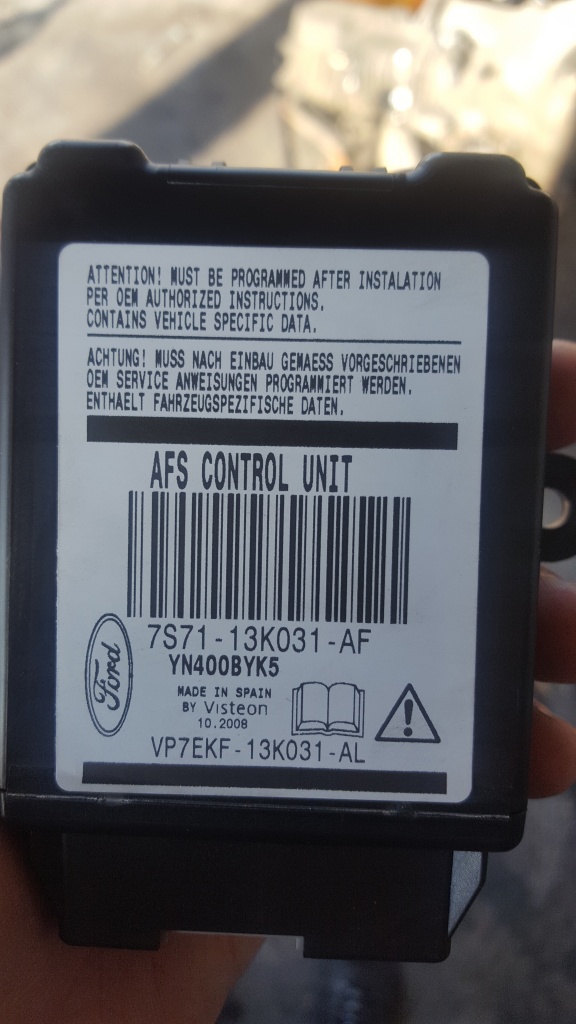 ATTENTION! MUST BE PROGRAMMED AFTER INSTALATION
PER OEM AUTHORIZED INSTRUCTIONS.
CONTAINS VEHICLE SPECIFIC DATA.
ACHTUNG! MUSS NACH EINBAU GEMAESS VORGESCHRIEBENEN
OEM SERVICE ANWEISUNGEN PROGRAMMIERT WERDEN.
ENTHAELT FAHRZEUGSPEZIFISCHE DATEN.
AFS CONTROL UNIT
7S71-13K031-AF
YN400BYK5
Ford
MADE IN SPAIN
BY Visteon
10.2008
VP7EKF-13K031-AL